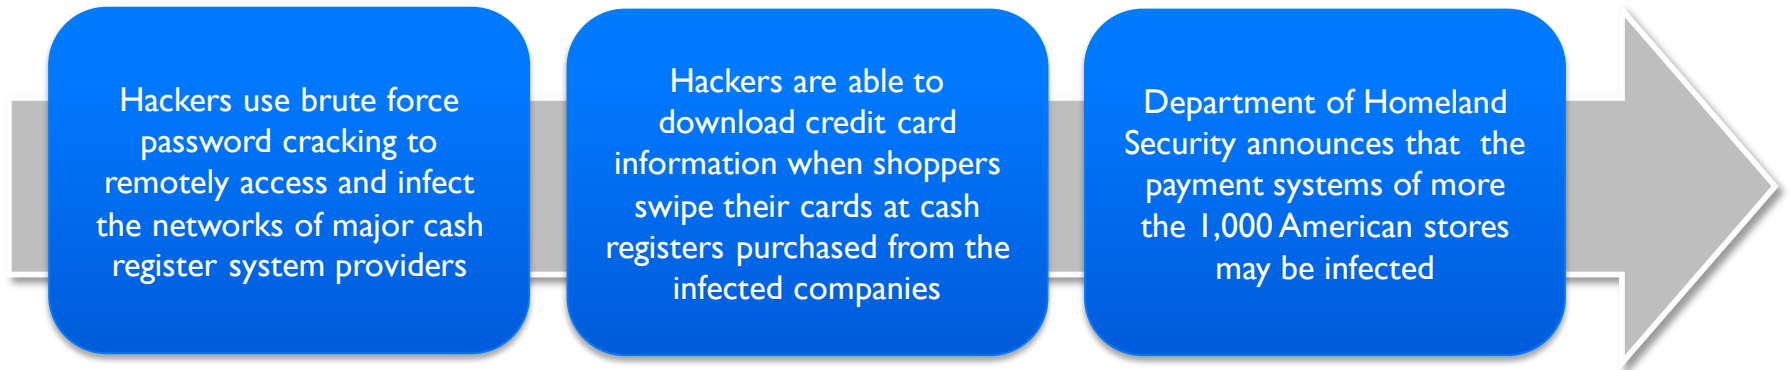 Hackers use brute force
password cracking to
remotely access and infect
the networks of major cash
register system providers
Hackers are able to
download credit card
information when shoppers
swipe their cards at cash
registers purchased from the
infected companies
Department of Homeland
Security announces that  the
payment systems of more
the 1,000 American stores
may be infected